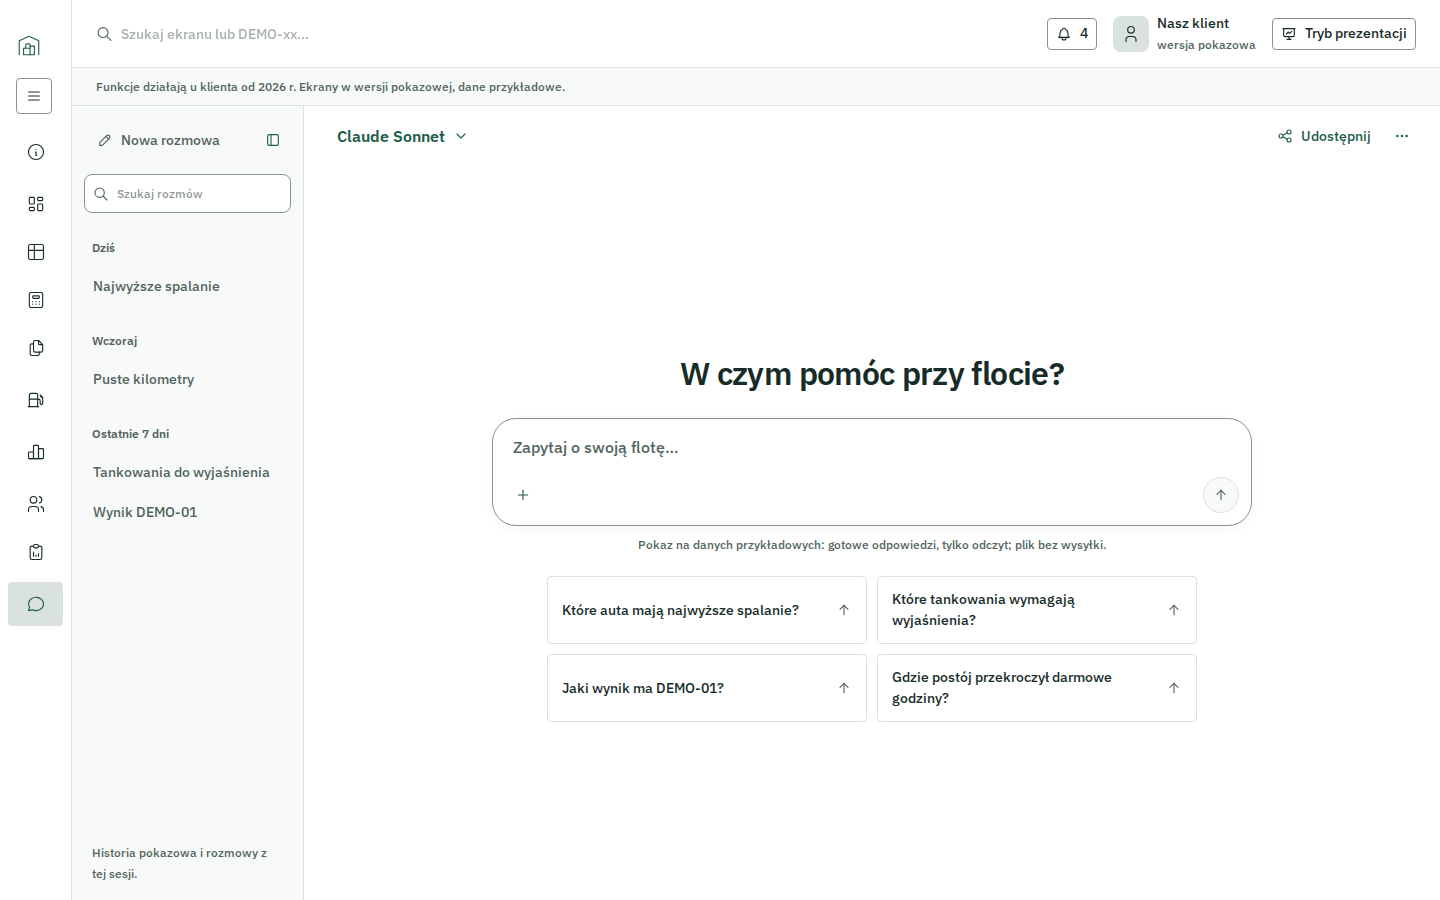 Szukaj ekranu lub DEMO-xx...
4
Nasz klient
wersja pokazowa
Tryb prezentacji
Funkcje działają u klienta od 2026 r. Ekrany w wersji pokazowej, dane przykładowe.
Nowa rozmowa
Szukaj rozmów
Dziś
Najwyższe spalanie
Wczoraj
Puste kilometry
Ostatnie 7 dni
Tankowania do wyjaśnienia
Wynik DEMO-01
Historia pokazowa i rozmowy z
tej sesji.
Claude Sonnet
Udostępnij
W czym pomóc przy flocie?
Zapytaj o swoją flotę...
Pokaz na danych przykładowych: gotowe odpowiedzi, tylko odczyt; plik bez wysyłki.
Które auta mają najwyższe spalanie?
Które tankowania wymagają
wyjaśnienia?
Jaki wynik ma DEMO-01?
Gdzie postój przekroczył darmowe
godziny?